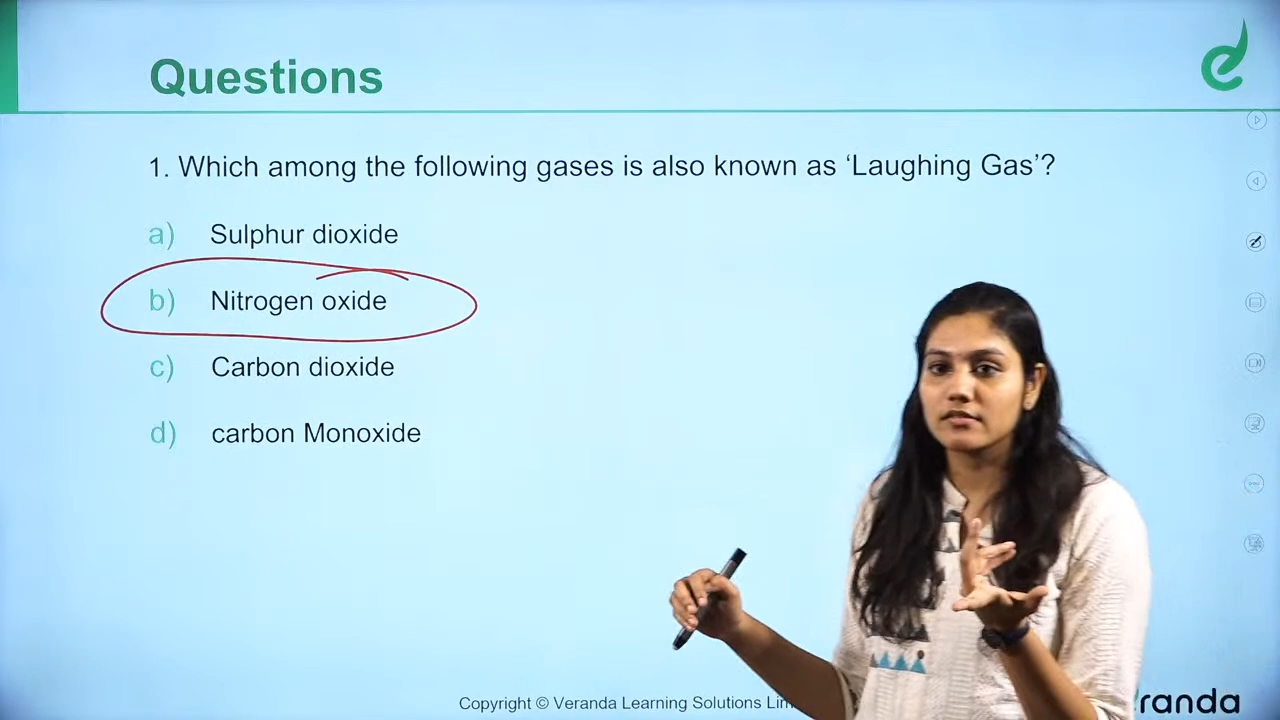 Questions
1. Which among the following gases is also known as ‘Laughing Gas’?
a) Sulphur dioxide
b) Nitrogen oxide
c) Carbon dioxide
d) carbon Monoxide
Copyright © Veranda Learning Solutions
randa